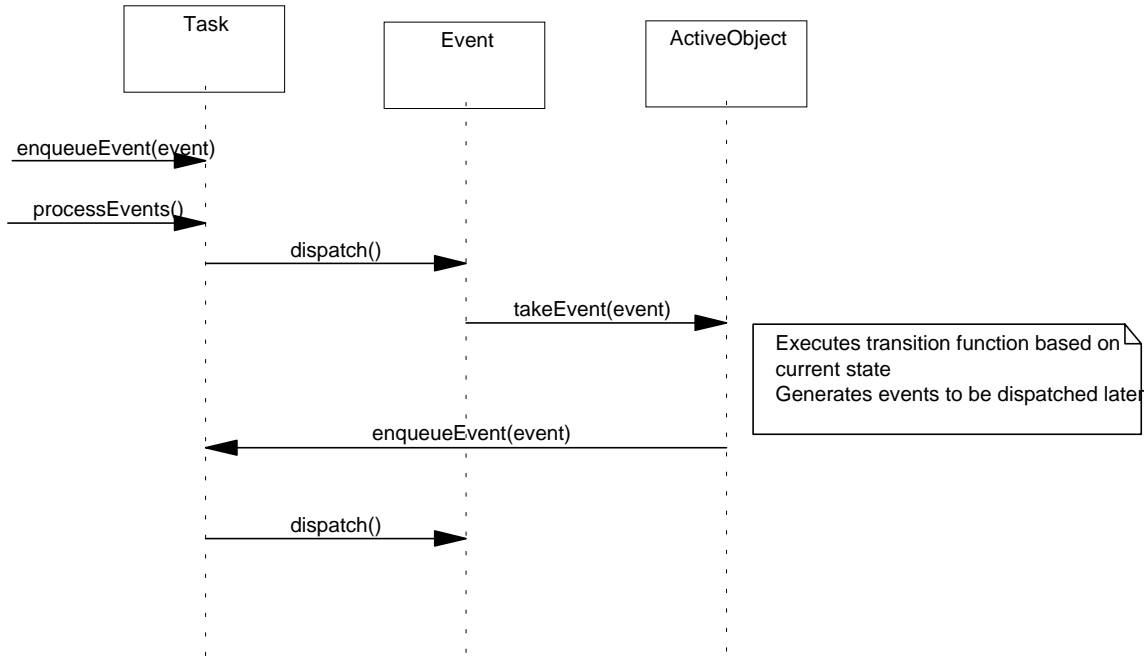 Task
Event
ActiveObject
enqueueEvent(event)
processEvents()
dispatch()
takeEvent(event)
Executes transition function based on
current state
Generates events to be dispatched later
enqueueEvent(event)
dispatch()